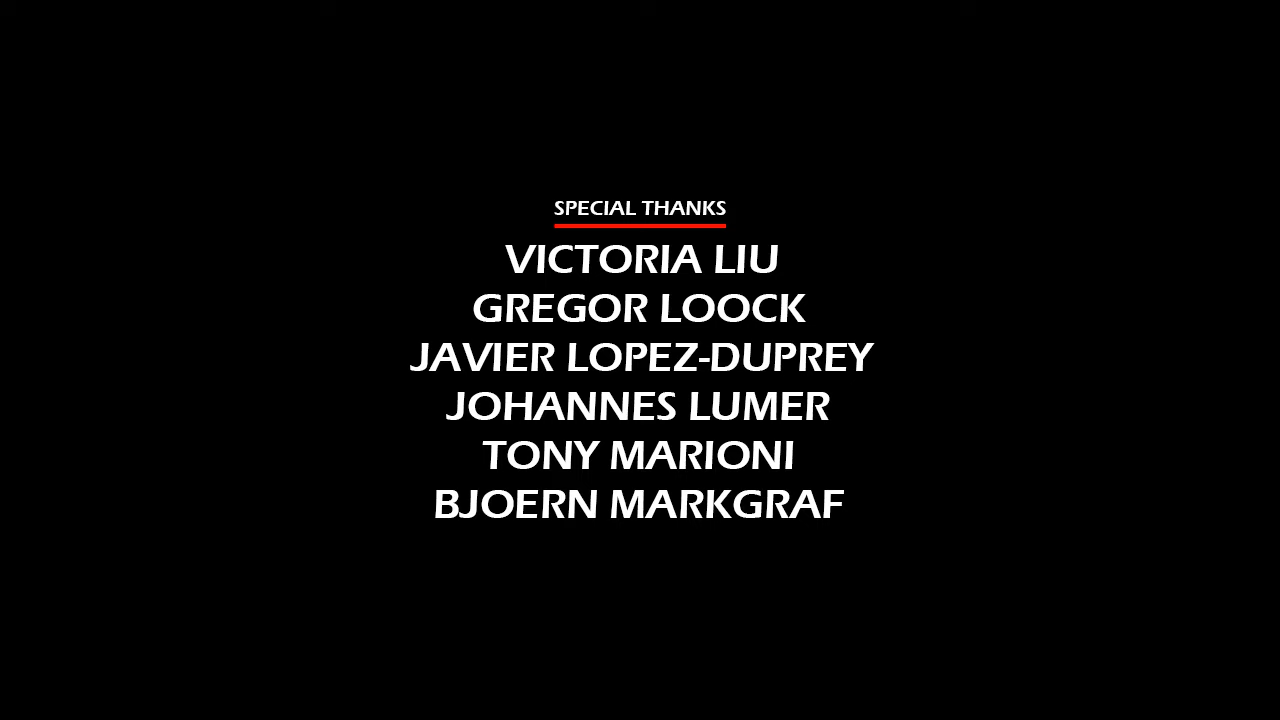 SPECIAL THANKS
VICTORIA LIU
GREGOR LOOCK
JAVIER LOPEZ-DUPREY
JOHANNES LUMER
TONY MARIONI
BJOERN MARKGRAF